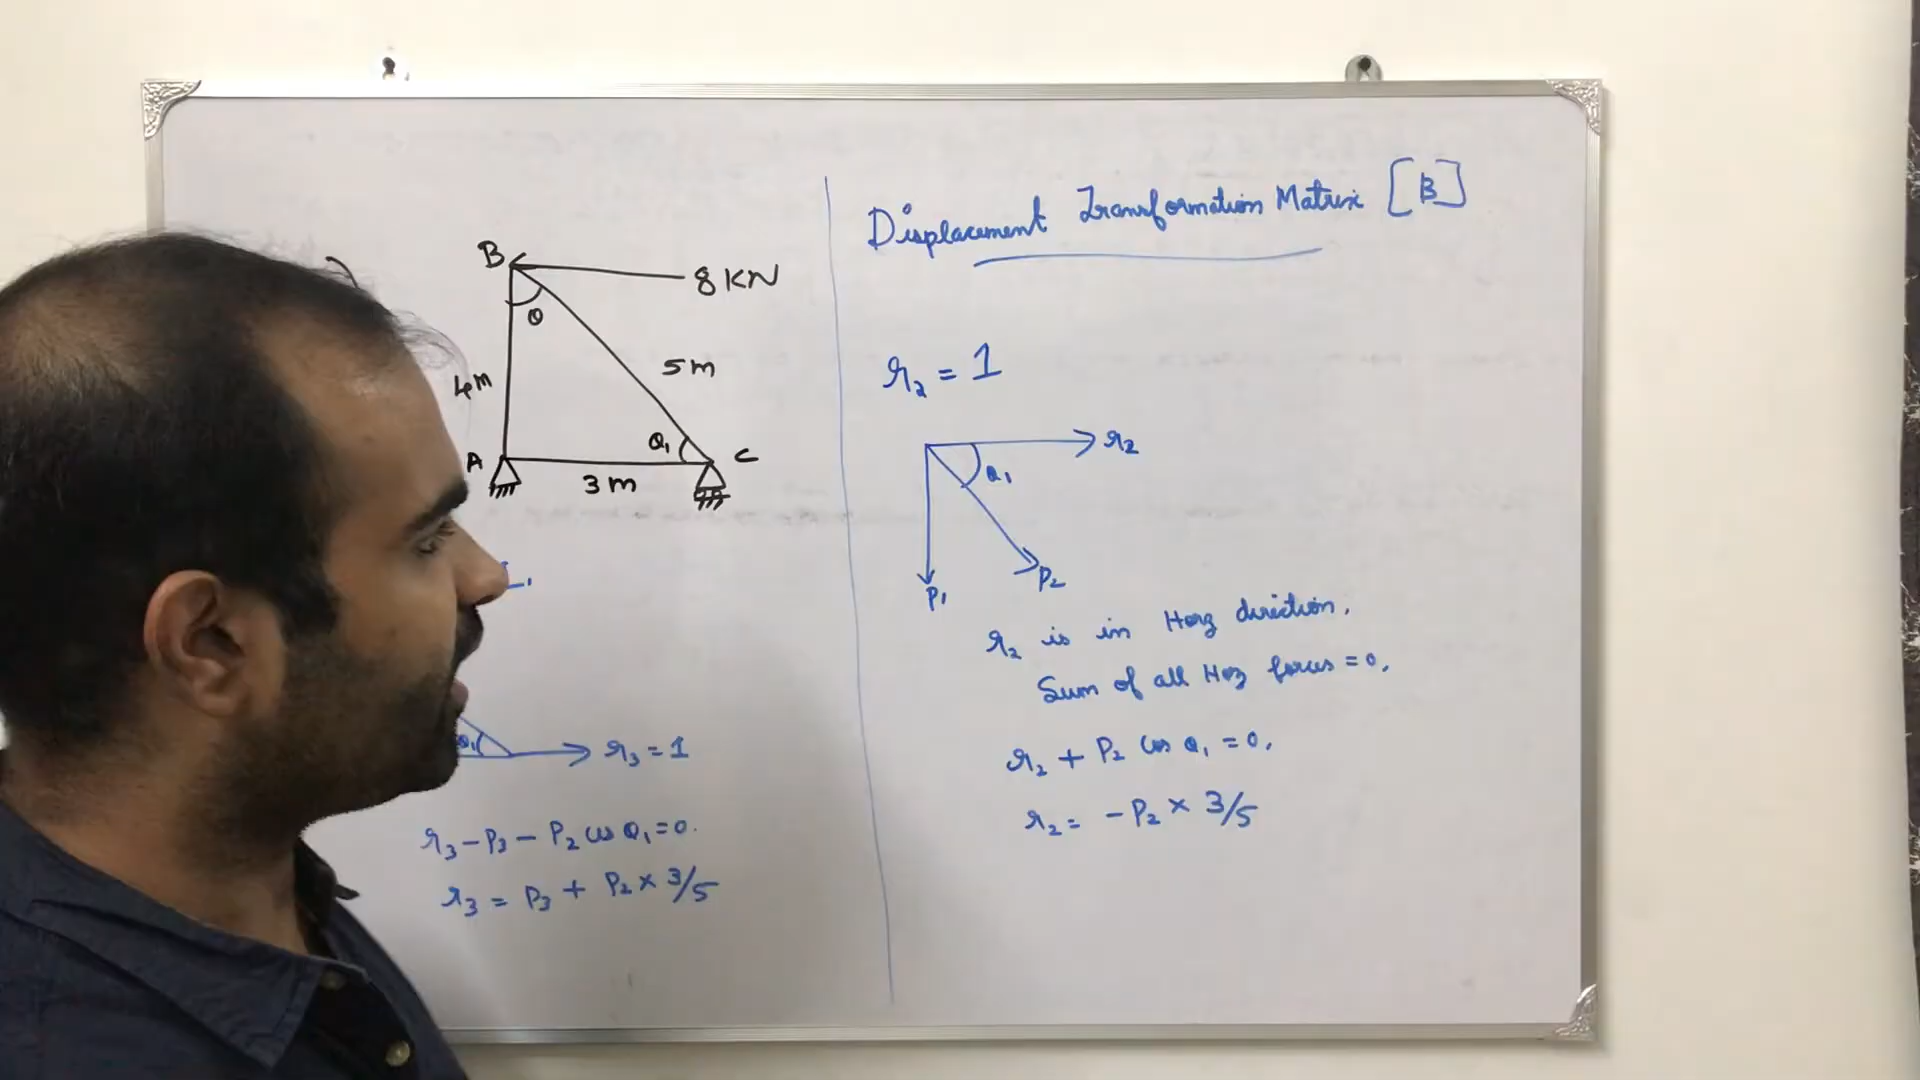 B
8 KN
θ
4m
5m
θ1
A
C
3m
θ1
r3 = 1
r3 - P3 - P2 cos θ1 = 0.
r3 = P3 + P2 × 3/5
Displacement Transformation Matrix [B]
r2 = 1
r2
θ1
P1
P2
r2 is in Horz direction.
Sum of all Hoz forces = 0,
r2 + P2 cos θ1 = 0,
r2 = -P2 × 3/5